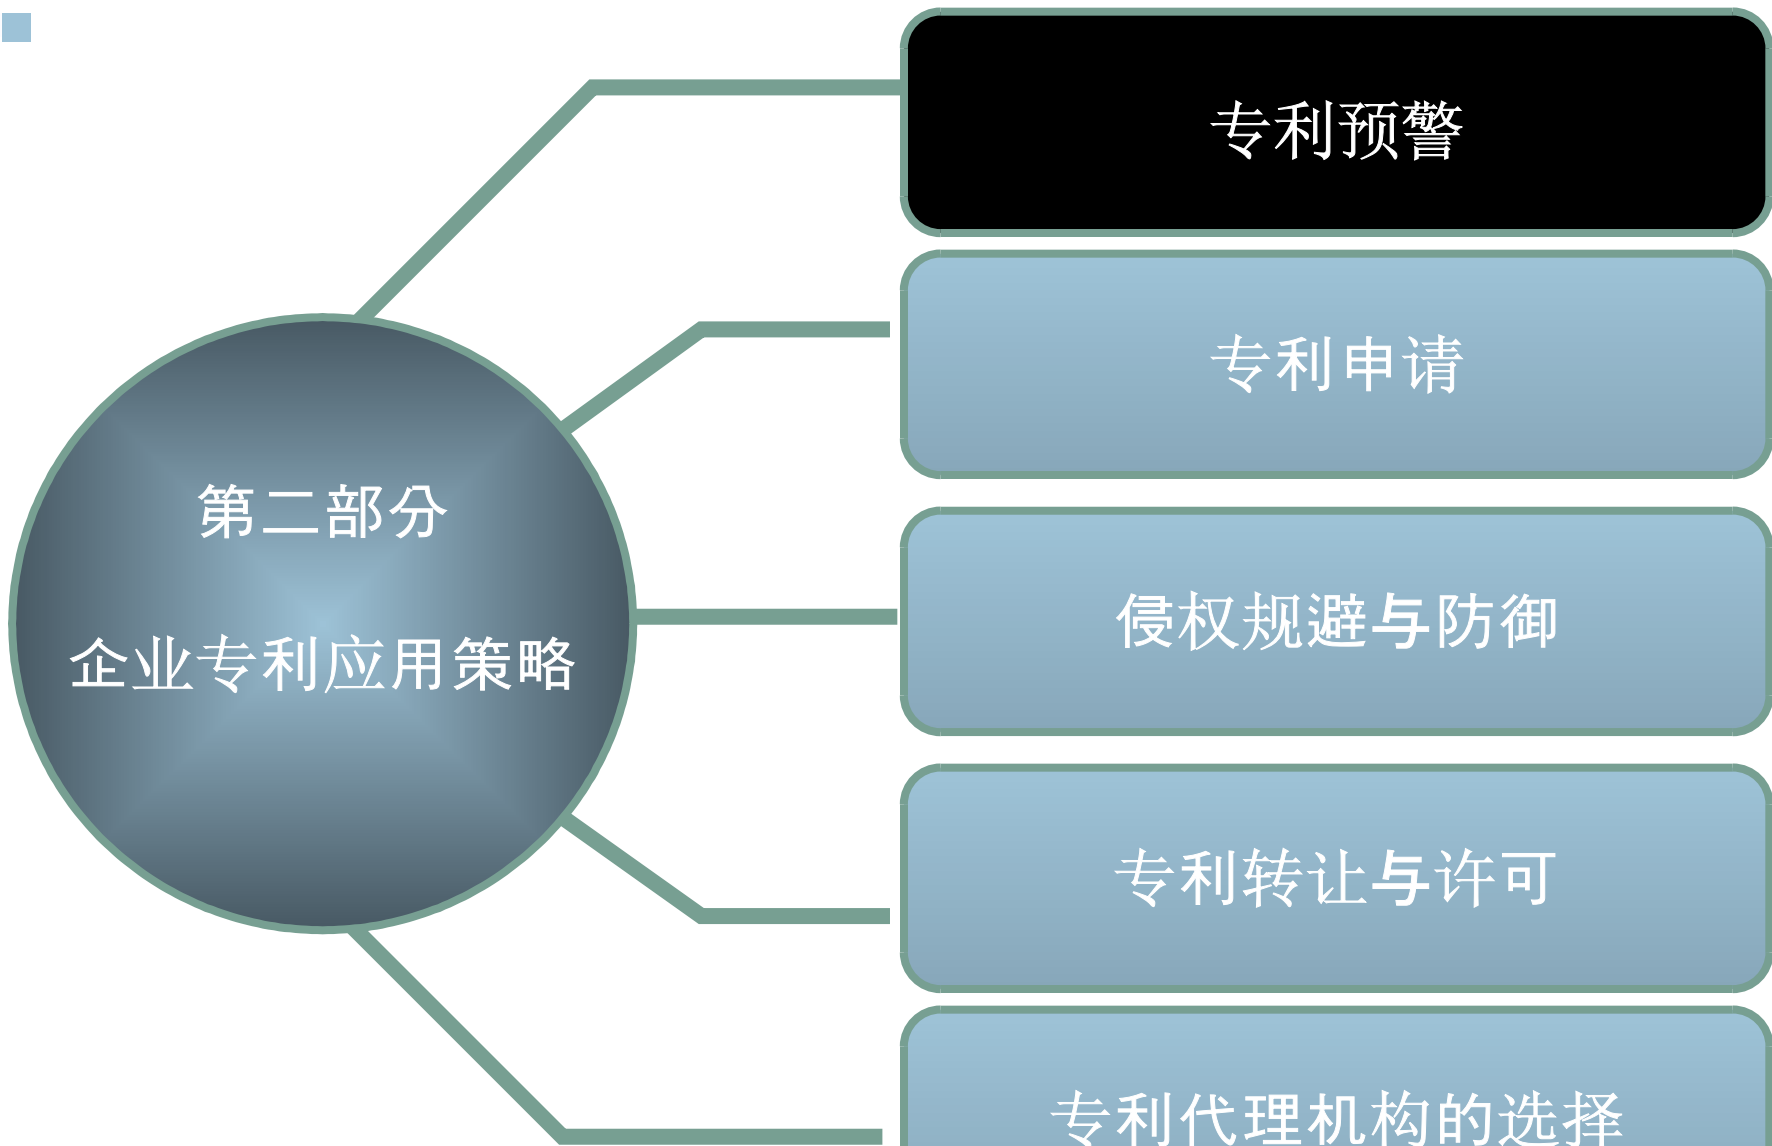 专利预警
专利申请
第二部分
企业专利应用策略
侵权规避与防御
专利转让与许可
专利代理机构的选择